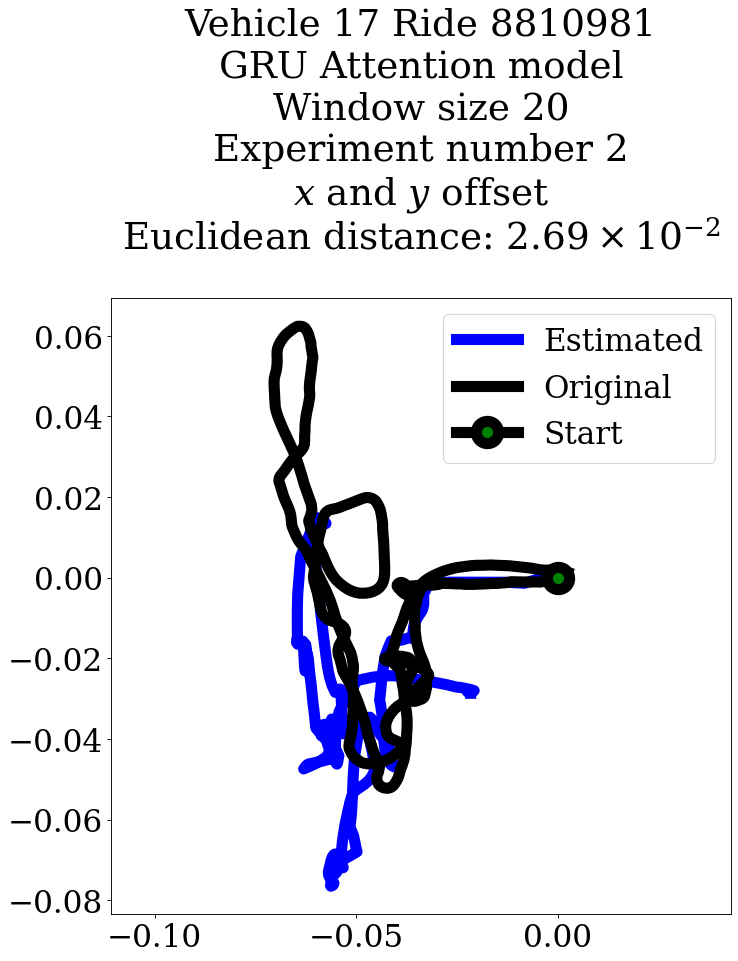 Vehicle 17 Ride 8810981
GRU Attention model
Window size 20
Experiment number 2
x and y offset
Euclidean distance: 2.69 × 10⁻²
Estimated
Original
Start
0.06
0.04
0.02
0.00
−0.02
−0.04
−0.06
−0.08
−0.10
−0.05
0.00